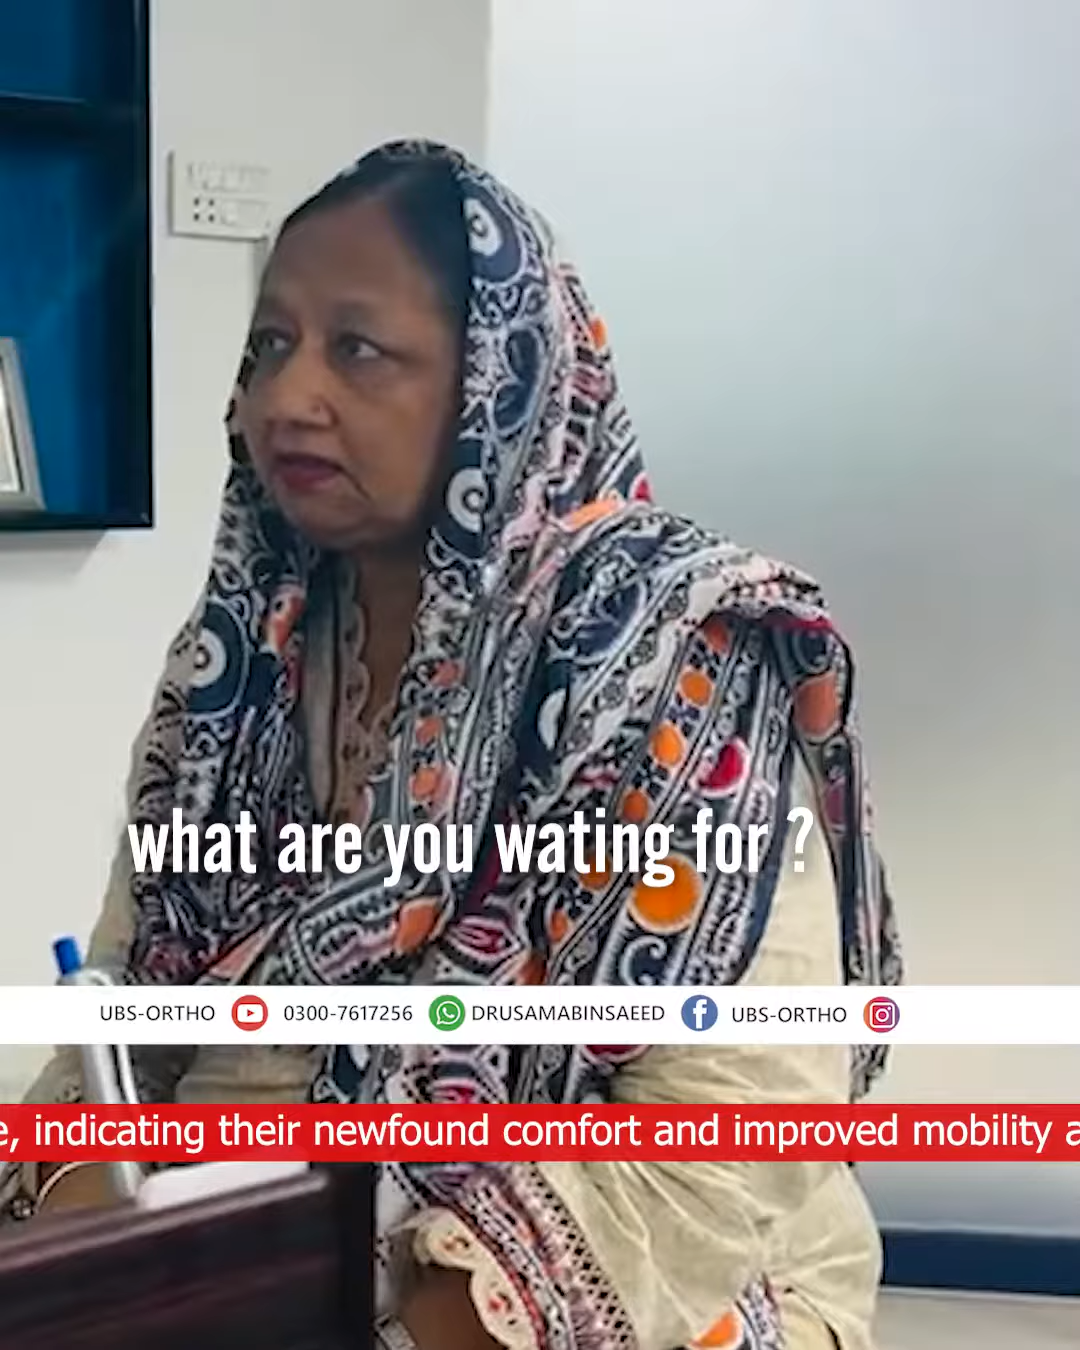 what are you wating for ?
UBS-ORTHO 0300-7617256 DRUSAMABINSAEED UBS-ORTHO
e, indicating their newfound comfort and improved mobility a